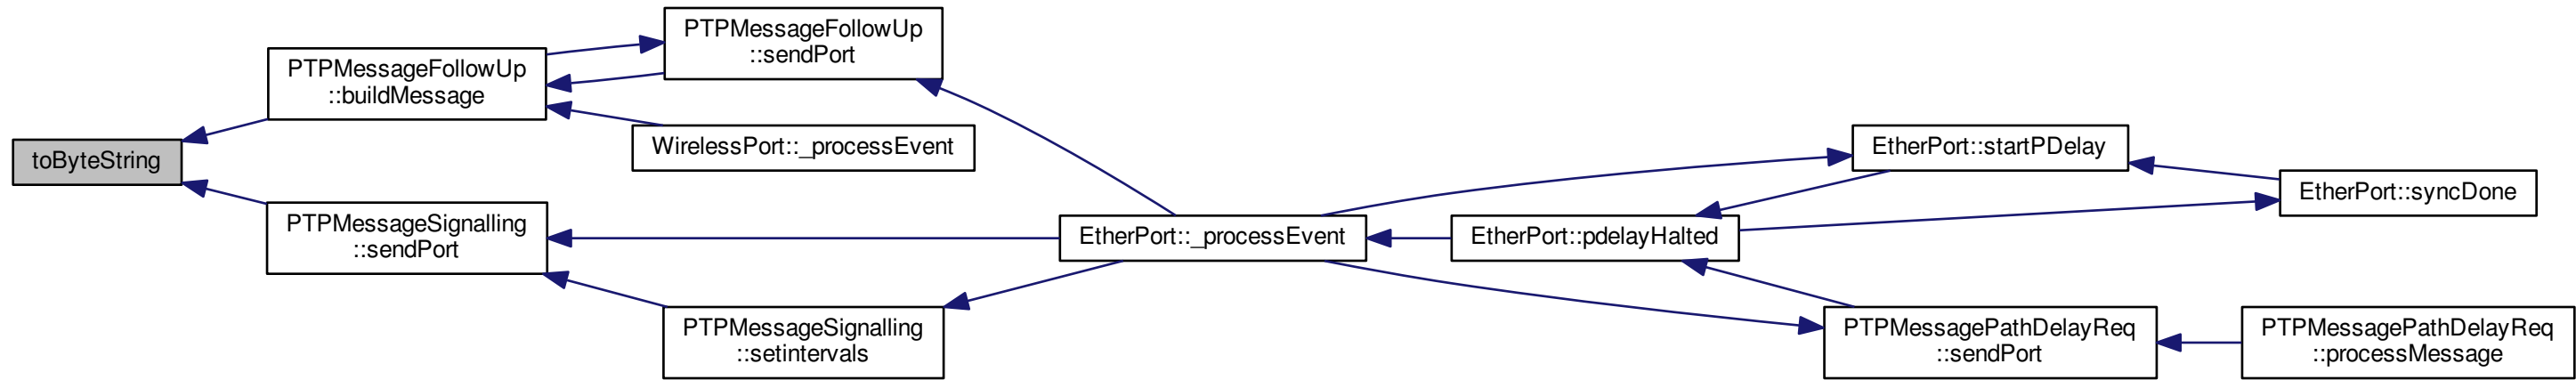 toByteString
PTPMessageFollowUp
::buildMessage
PTPMessageFollowUp
::sendPort
WirelessPort::_processEvent
PTPMessageSignalling
::sendPort
PTPMessageSignalling
::setintervals
EtherPort::_processEvent
EtherPort::pdelayHalted
EtherPort::startPDelay
EtherPort::syncDone
PTPMessagePathDelayReq
::sendPort
PTPMessagePathDelayReq
::processMessage